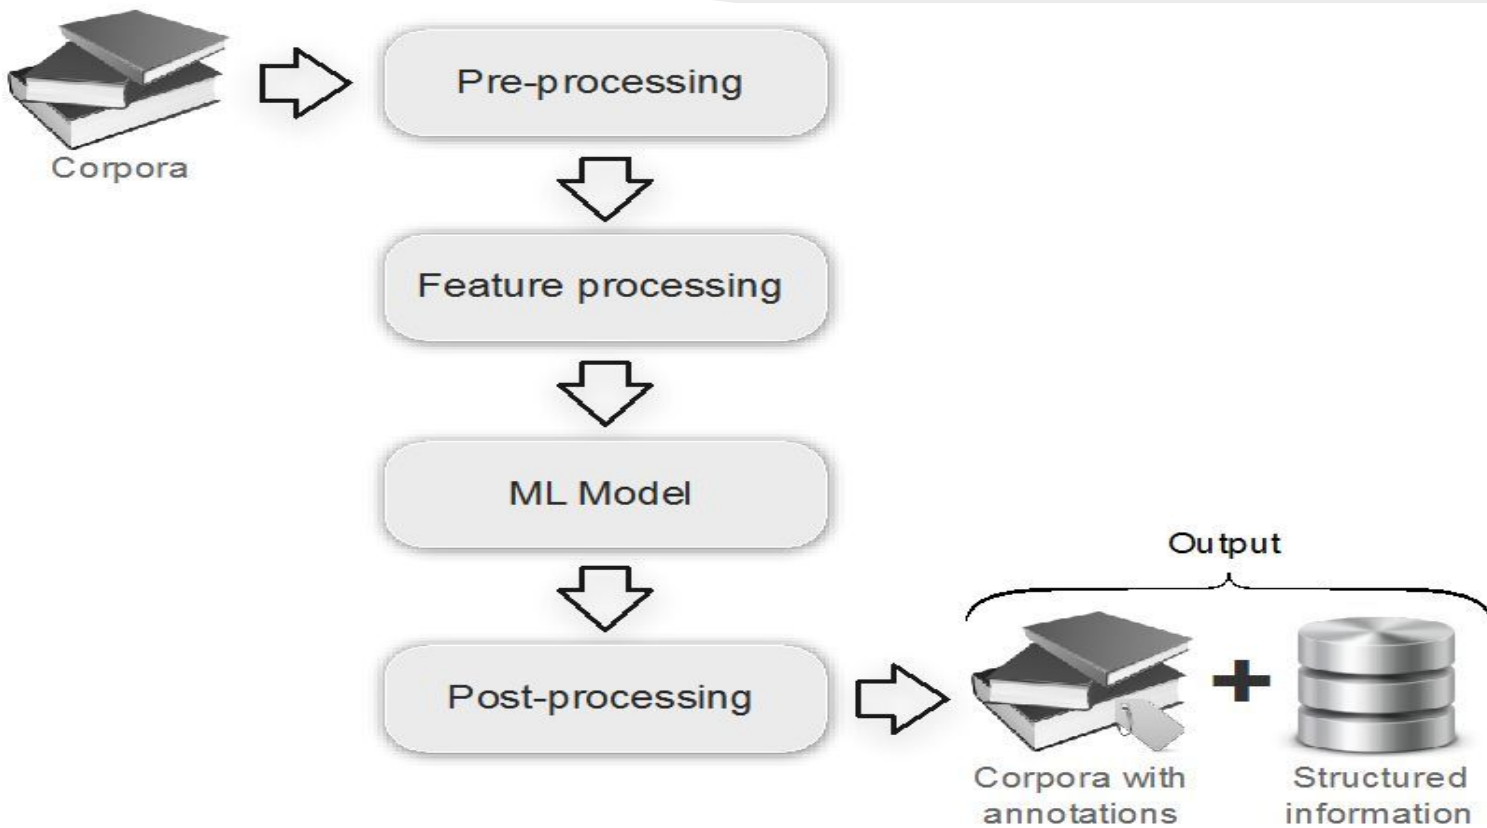 Corpora
Pre-processing
Feature processing
ML Model
Post-processing
Output
Corpora with
annotations
Structured
information